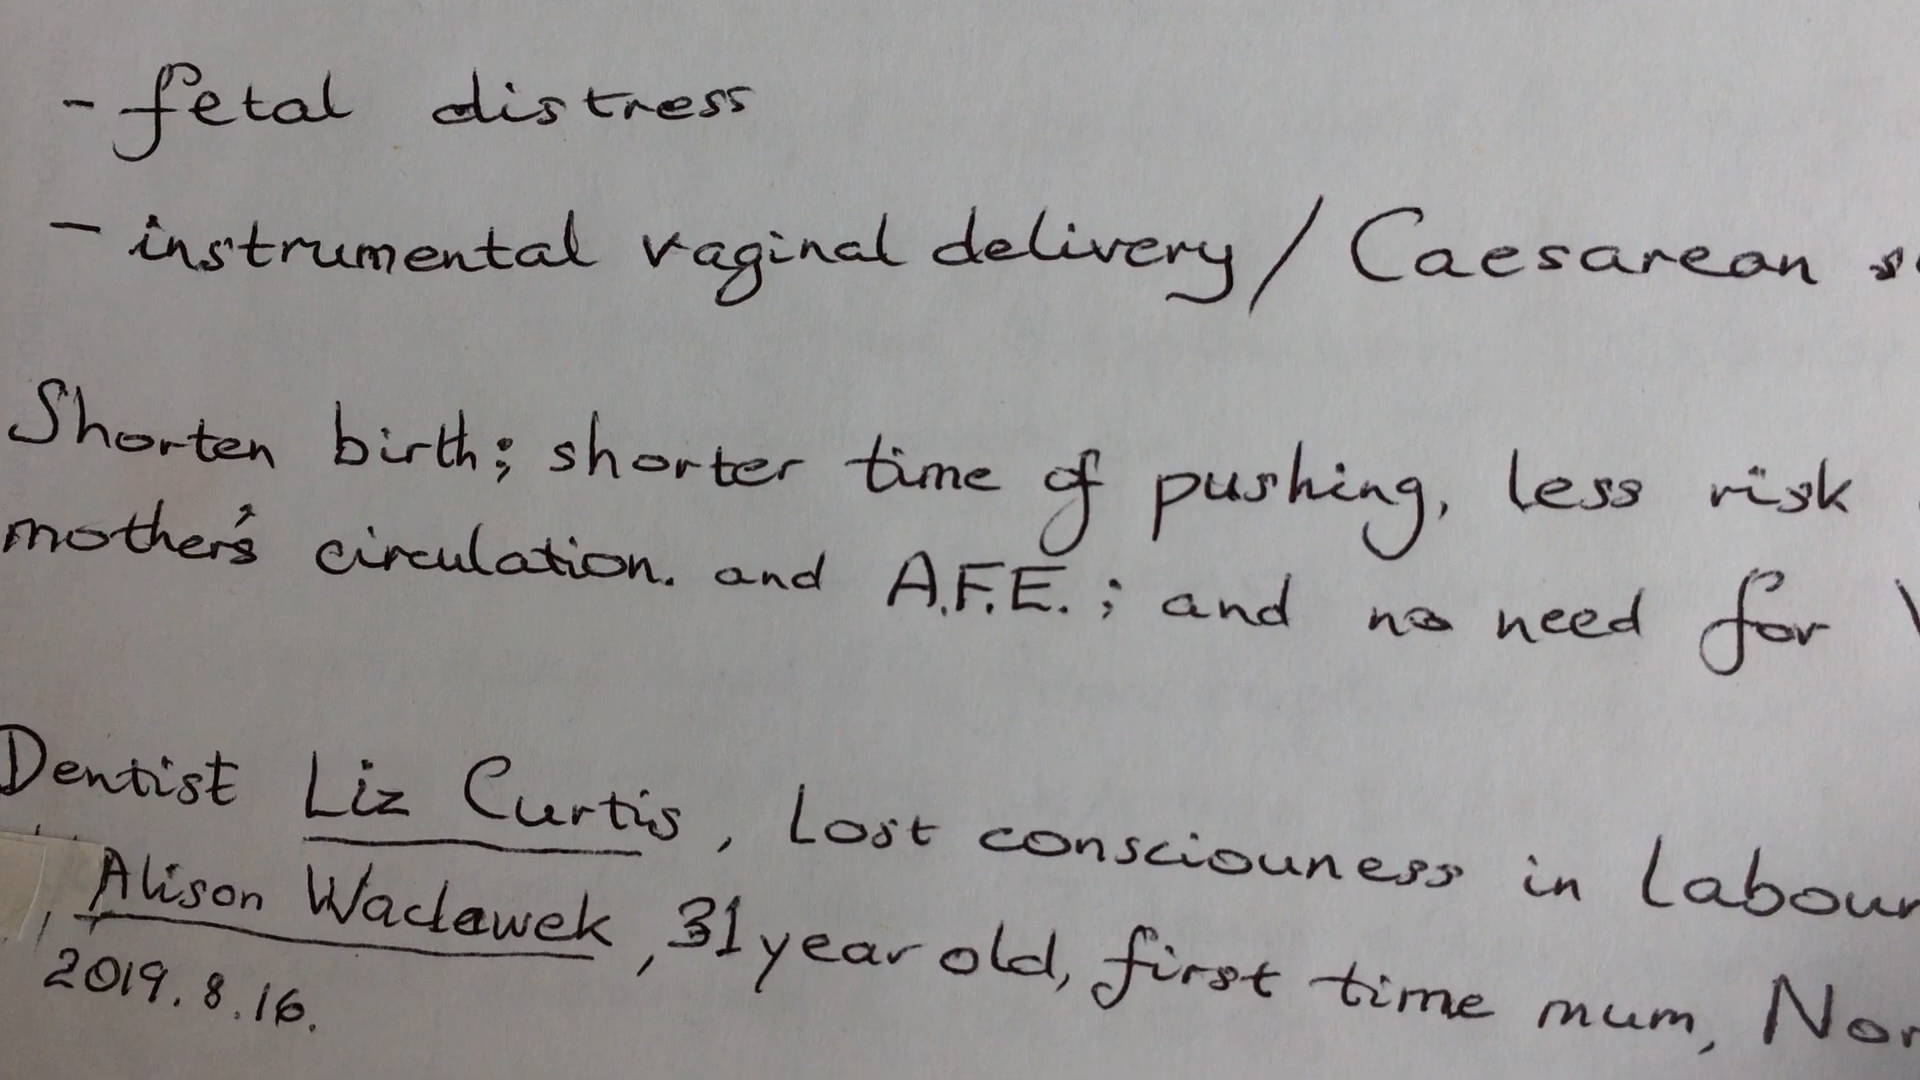 - fetal distress
- instrumental vaginal delivery / Caesarean
Shorten birth; shorter time of pushing, less risk
mother's circulation. and A.F.E.; and no need for
Dentist Liz Curtis, Lost consciouness in Labour
Alison Waclawek, 31 year old, first time mum,
2019.8.16.